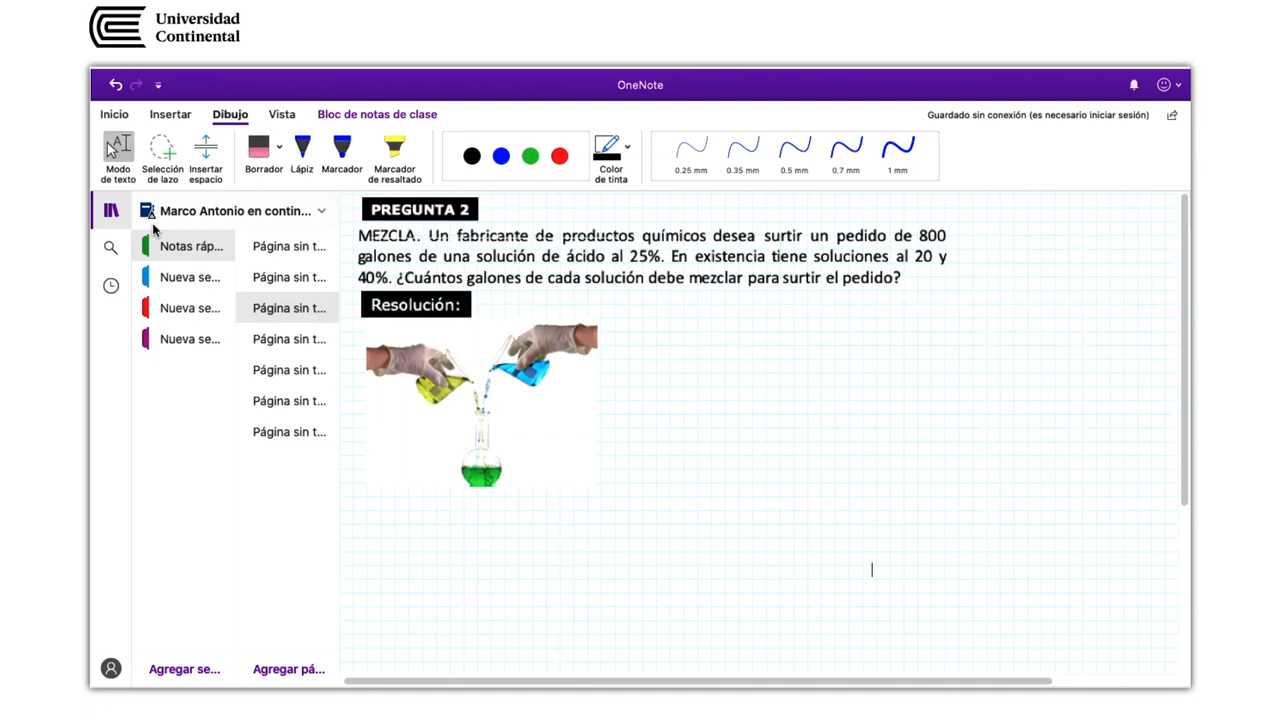 Universidad
Continental
OneNote
Inicio Insertar Dibujo Vista Bloc de notas de clase Guardado sin conexión (es necesario iniciar sesión)
Modo
de texto
Selección
de lazo
Insertar
espacio
Borrador
Lápiz
Marcador
Marcador
de resaltado
Color
de tinta
0.25 mm 0.35 mm 0.5 mm 0.7 mm 1 mm
Marco Antonio en contin...
Notas ráp...
Nueva se...
Nueva se...
Nueva se...
Página sin t...
Página sin t...
Página sin t...
Página sin t...
Página sin t...
Página sin t...
Página sin t...
PREGUNTA 2
MEZCLA. Un fabricante de productos químicos desea surtir un pedido de 800
galones de una solución de ácido al 25%. En existencia tiene soluciones al 20 y
40%. ¿Cuántos galones de cada solución debe mezclar para surtir el pedido?
Resolución:
Agregar se... Agregar pá...